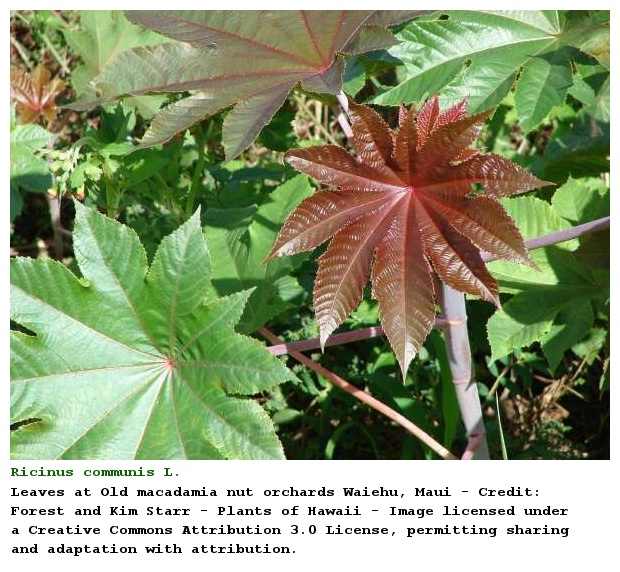 Ricinus communis L.
Leaves at Old macadamia nut orchards Waiehu, Maui - Credit:
Forest and Kim Starr - Plants of Hawaii - Image licensed under
a Creative Commons Attribution 3.0 License, permitting sharing
and adaptation with attribution.